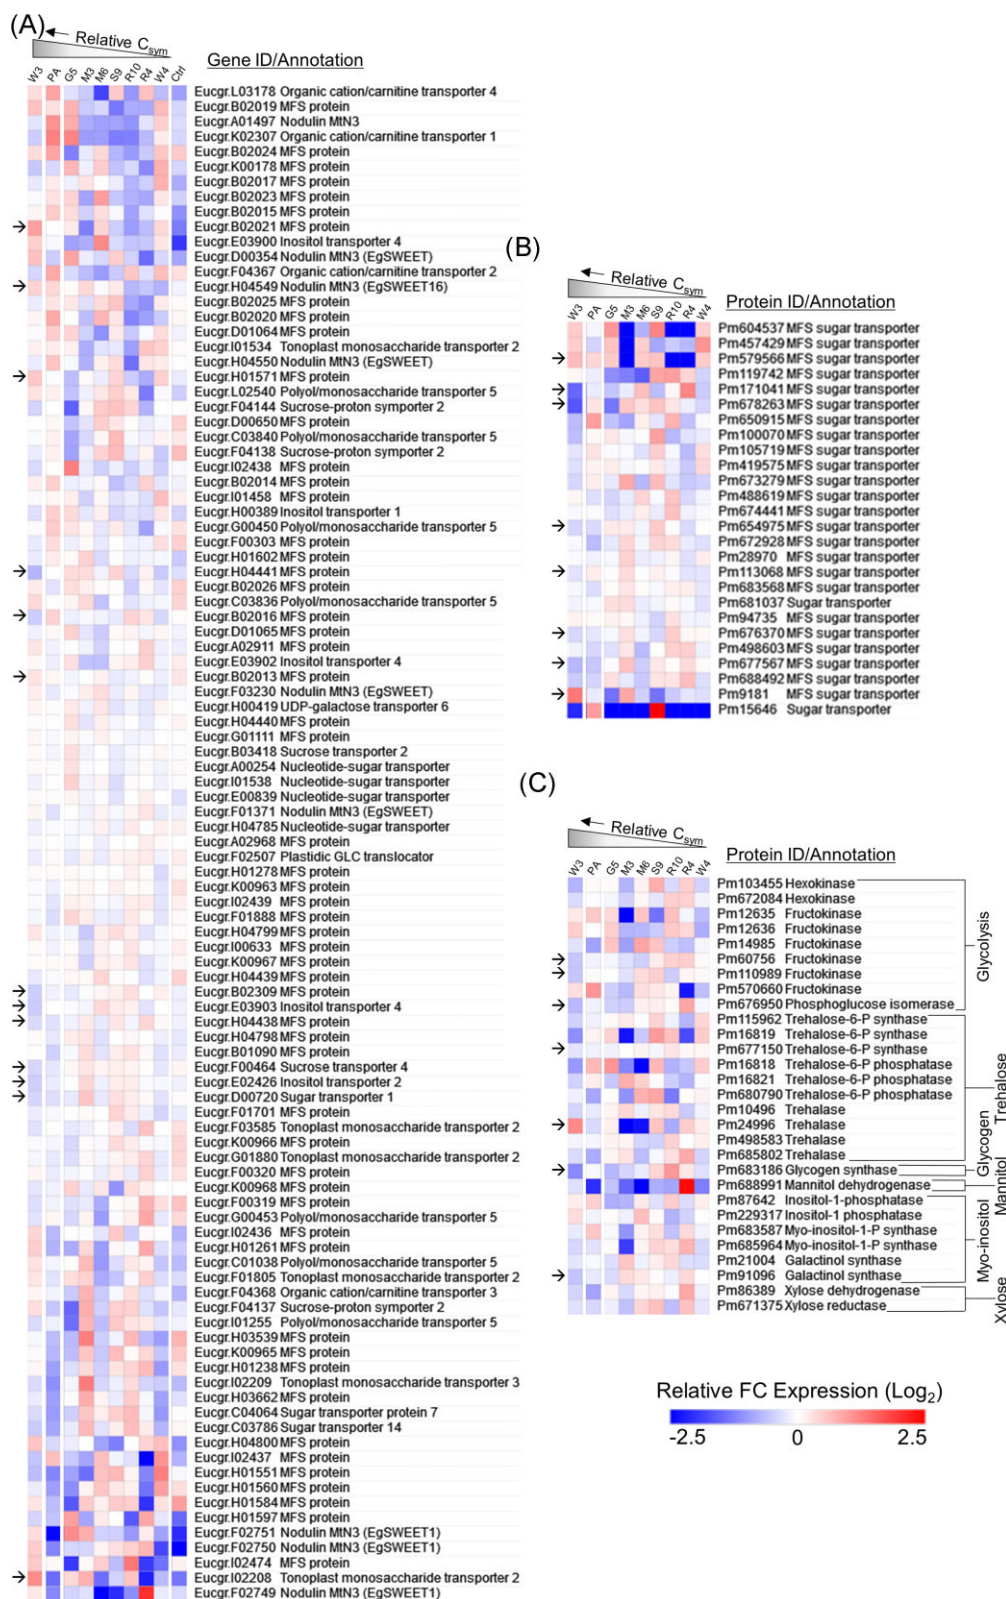 (A)
Relative Csym
W3 PA G5 M3 M6 S9 R10 R4 W4 Ctrl
Gene ID/Annotation
Eucgr.L03178 Organic cation/carnitine transporter 4
Eucgr.B02019 MFS protein
Eucgr.A01497 Nodulin MtN3
Eucgr.K02307 Organic cation/carnitine transporter 1
Eucgr.B02024 MFS protein
Eucgr.K00178 MFS protein
Eucgr.B02017 MFS protein
Eucgr.B02023 MFS protein
Eucgr.B02015 MFS protein
Eucgr.B02021 MFS protein
Eucgr.E03900 Inositol transporter 4
Eucgr.D00354 Nodulin MtN3 (EgSWEET)
Eucgr.F04367 Organic cation/carnitine transporter 2
Eucgr.H04549 Nodulin MtN3 (EgSWEET16)
Eucgr.B02025 MFS protein
Eucgr.B02020 MFS protein
Eucgr.D01064 MFS protein
Eucgr.I01534 Tonoplast monosaccharide transporter 2
Eucgr.H04550 Nodulin MtN3 (EgSWEET)
Eucgr.H01571 MFS protein
Eucgr.L02540 Polyol/monosaccharide transporter 5
Eucgr.F04144 Sucrose-proton symporter 2
Eucgr.D00650 MFS protein
Eucgr.C03840 Polyol/monosaccharide transporter 5
Eucgr.F04138 Sucrose-proton symporter 2
Eucgr.I02438 MFS protein
Eucgr.B02014 MFS protein
Eucgr.I01458 MFS protein
Eucgr.H00389 Inositol transporter 1
Eucgr.G00450 Polyol/monosaccharide transporter 5
Eucgr.F00303 MFS protein
Eucgr.H01602 MFS protein
Eucgr.H04441 MFS protein
Eucgr.B02026 MFS protein
Eucgr.C03836 Polyol/monosaccharide transporter 5
Eucgr.B02016 MFS protein
Eucgr.D01065 MFS protein
Eucgr.A02911 MFS protein
Eucgr.E03902 Inositol transporter 4
Eucgr.B02013 MFS protein
Eucgr.F03230 Nodulin MtN3 (EgSWEET)
Eucgr.H00419 UDP-galactose transporter 6
Eucgr.H04440 MFS protein
Eucgr.G01111 MFS protein
Eucgr.B03418 Sucrose transporter 2
Eucgr.A00254 Nucleotide-sugar transporter
Eucgr.I01538 Nucleotide-sugar transporter
Eucgr.E00839 Nucleotide-sugar transporter
Eucgr.F01371 Nodulin MtN3 (EgSWEET)
Eucgr.H04785 Nucleotide-sugar transporter
Eucgr.A02968 MFS protein
Eucgr.F02507 Plastidic GLC translocator
Eucgr.H01278 MFS protein
Eucgr.K00963 MFS protein
Eucgr.I02439 MFS protein
Eucgr.F01888 MFS protein
Eucgr.H04799 MFS protein
Eucgr.I00633 MFS protein
Eucgr.K00967 MFS protein
Eucgr.H04439 MFS protein
Eucgr.B02309 MFS protein
Eucgr.E03903 Inositol transporter 4
Eucgr.H04438 MFS protein
Eucgr.H04798 MFS protein
Eucgr.B01090 MFS protein
Eucgr.F00464 Sucrose transporter 4
Eucgr.E02426 Inositol transporter 2
Eucgr.D00720 Sugar transporter 1
Eucgr.F01701 MFS protein
Eucgr.F03585 Tonoplast monosaccharide transporter 2
Eucgr.K00966 MFS protein
Eucgr.G01880 Tonoplast monosaccharide transporter 2
Eucgr.F00320 MFS protein
Eucgr.K00968 MFS protein
Eucgr.F00319 MFS protein
Eucgr.G00453 Polyol/monosaccharide transporter 5
Eucgr.I02436 MFS protein
Eucgr.H01261 MFS protein
Eucgr.C01038 Polyol/monosaccharide transporter 5
Eucgr.F01805 Tonoplast monosaccharide transporter 2
Eucgr.F04368 Organic cation/carnitine transporter 3
Eucgr.F04137 Sucrose-proton symporter 2
Eucgr.I01255 Polyol/monosaccharide transporter 5
Eucgr.H03539 MFS protein
Eucgr.K00965 MFS protein
Eucgr.H01238 MFS protein
Eucgr.I02209 Tonoplast monosaccharide transporter 3
Eucgr.H03662 MFS protein
Eucgr.C04064 Sugar transporter protein 7
Eucgr.C03786 Sugar transporter 14
Eucgr.H04800 MFS protein
Eucgr.I02437 MFS protein
Eucgr.H01551 MFS protein
Eucgr.H01560 MFS protein
Eucgr.H01584 MFS protein
Eucgr.H01597 MFS protein
Eucgr.F02751 Nodulin MtN3 (EgSWEET1)
Eucgr.F02750 Nodulin MtN3 (EgSWEET1)
Eucgr.I02474 MFS protein
Eucgr.I02208 Tonoplast monosaccharide transporter 2
Eucgr.F02749 Nodulin MtN3 (EgSWEET1)
(B)
Relative Csym
W3 PA G5 M3 M6 S9 R10 R4 W4
Protein ID/Annotation
Pm604537 MFS sugar transporter
Pm457429 MFS sugar transporter
Pm579566 MFS sugar transporter
Pm119742 MFS sugar transporter
Pm171041 MFS sugar transporter
Pm678263 MFS sugar transporter
Pm650915 MFS sugar transporter
Pm100070 MFS sugar transporter
Pm105719 MFS sugar transporter
Pm419575 MFS sugar transporter
Pm673279 MFS sugar transporter
Pm488619 MFS sugar transporter
Pm674441 MFS sugar transporter
Pm654975 MFS sugar transporter
Pm672928 MFS sugar transporter
Pm28970 MFS sugar transporter
Pm113068 MFS sugar transporter
Pm683568 MFS sugar transporter
Pm681037 Sugar transporter
Pm94735 MFS sugar transporter
Pm676370 MFS sugar transporter
Pm498603 MFS sugar transporter
Pm677567 MFS sugar transporter
Pm688492 MFS sugar transporter
Pm9181 MFS sugar transporter
Pm15646 Sugar transporter
(C)
Relative Csym
W3 PA G5 M3 M6 S9 R10 R4 W4
Protein ID/Annotation
Pm103455 Hexokinase
Pm672084 Hexokinase
Pm12635 Fructokinase
Pm12636 Fructokinase
Pm14985 Fructokinase
Pm60756 Fructokinase
Pm110989 Fructokinase
Pm570660 Fructokinase
Pm676950 Phosphoglucose isomerase
Pm115962 Trehalose-6-P synthase
Pm16819 Trehalose-6-P synthase
Pm677150 Trehalose-6-P synthase
Pm16818 Trehalose-6-P phosphatase
Pm16821 Trehalose-6-P phosphatase
Pm680790 Trehalose-6-P phosphatase
Pm10496 Trehalase
Pm24996 Trehalase
Pm498583 Trehalase
Pm685802 Trehalase
Pm683186 Glycogen synthase
Pm688991 Mannitol dehydrogenase
Pm87642 Inositol-1-phosphatase
Pm229317 Inositol-1 phosphatase
Pm683587 Myo-inositol-1-P synthase
Pm685964 Myo-inositol-1-P synthase
Pm21004 Galactinol synthase
Pm91096 Galactinol synthase
Pm86389 Xylose dehydrogenase
Pm671375 Xylose reductase
Glycolysis
Trehalose
Glycogen
Mannitol
Myo-inositol
Xylose
Relative FC Expression (Log2)
-2.5 0 2.5